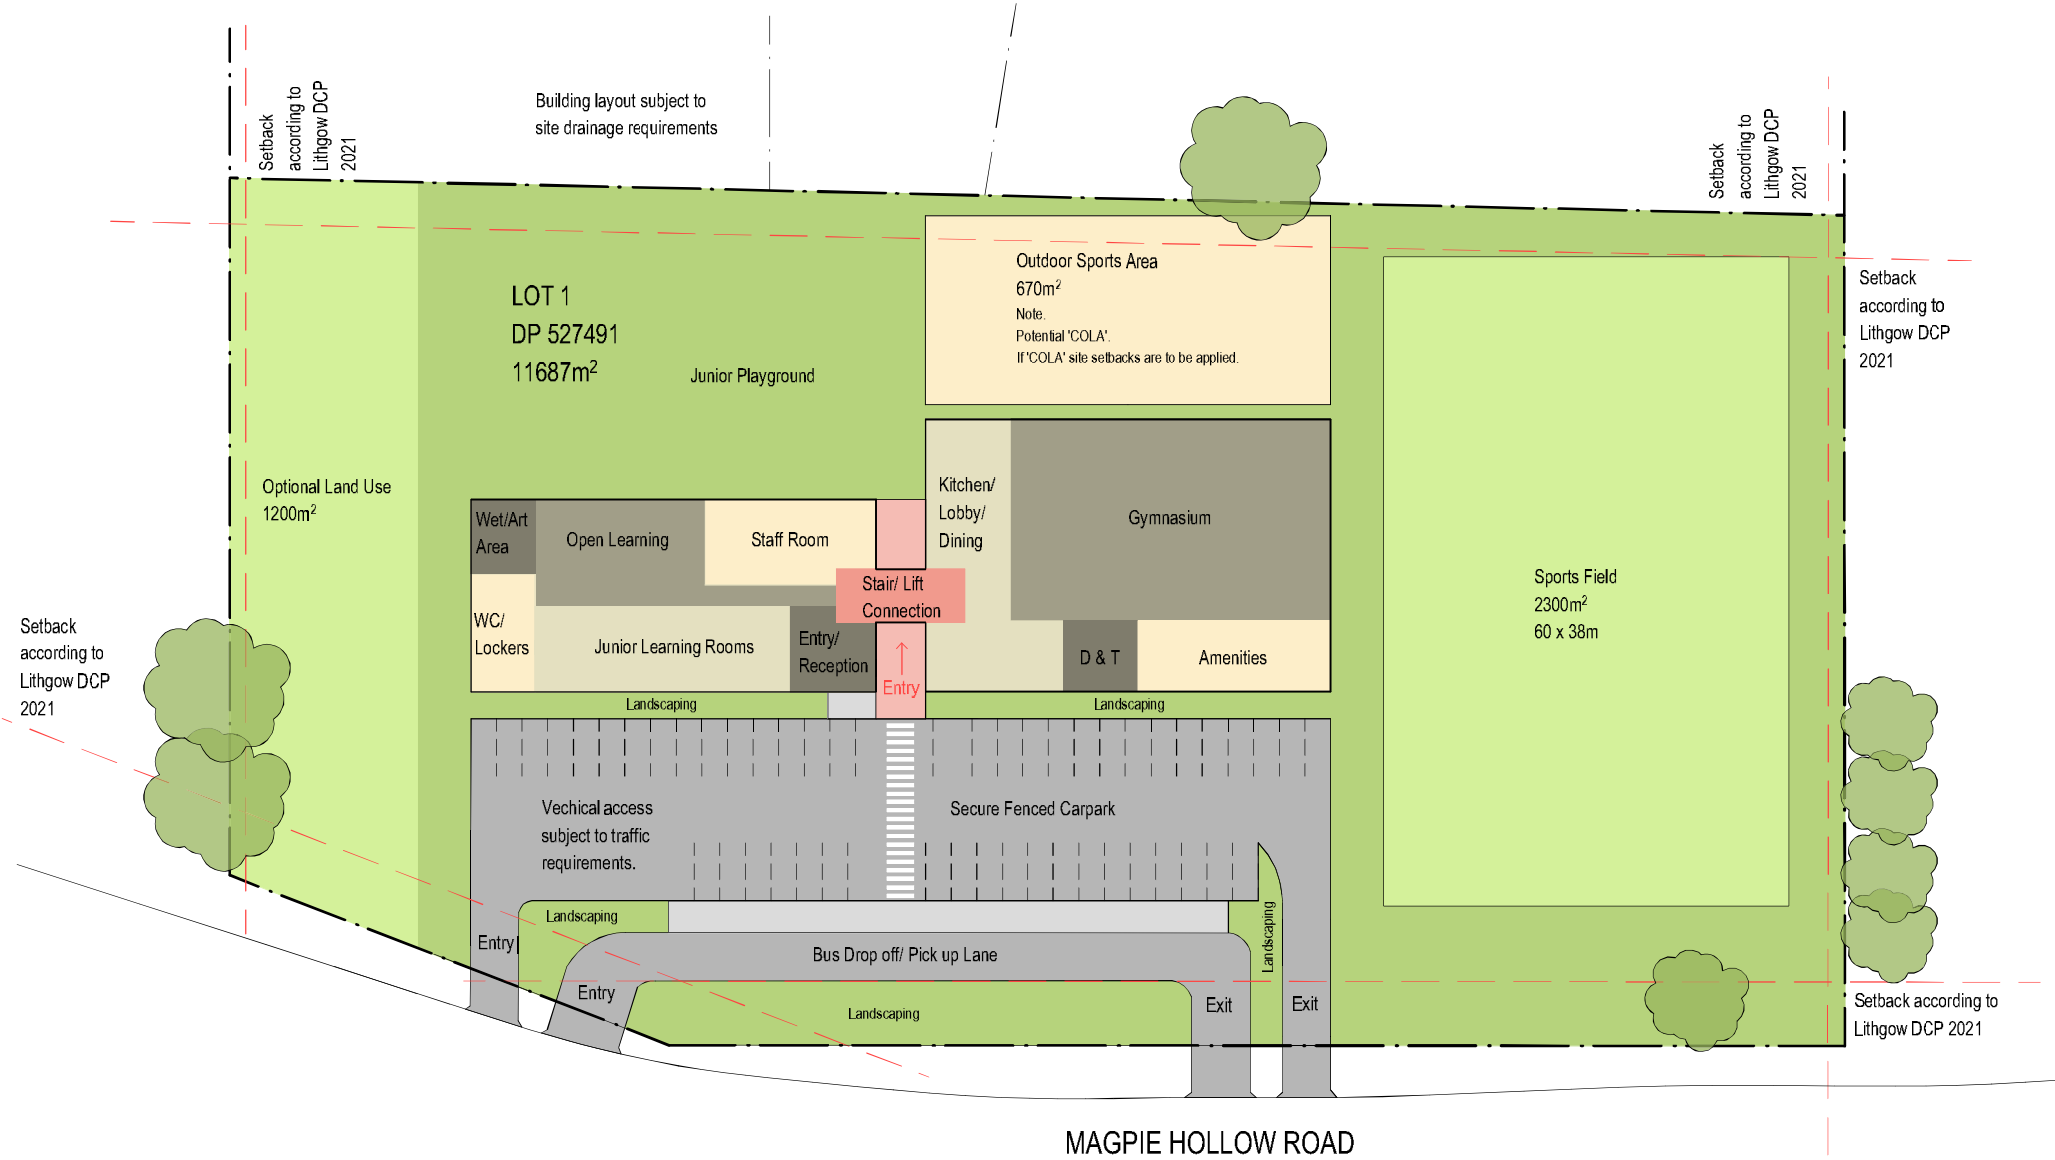 Setback
according to
Lithgow DCP
2021
Building layout subject to
site drainage requirements
Setback
according to
Lithgow DCP
2021
LOT 1
DP 527491
11687m²
Junior Playground
Outdoor Sports Area
670m²
Note.
Potential 'COLA'.
If 'COLA' site setbacks are to be applied.
Setback
according to
Lithgow DCP
2021
Optional Land Use
1200m²
Wet/Art
Area
Open Learning
Staff Room
Kitchen/
Lobby/
Dining
Gymnasium
Stair/ Lift
Connection
Sports Field
2300m²
60 x 38m
WC/
Lockers
Junior Learning Rooms
Entry/
Reception
Entry
D & T
Amenities
Setback
according to
Lithgow DCP
2021
Landscaping
Landscaping
Vechical access
subject to traffic
requirements.
Secure Fenced Carpark
Landscaping
Landscaping
Entry
Bus Drop off/ Pick up Lane
Entry
Exit
Exit
Landscaping
Setback according to
Lithgow DCP 2021
MAGPIE HOLLOW ROAD